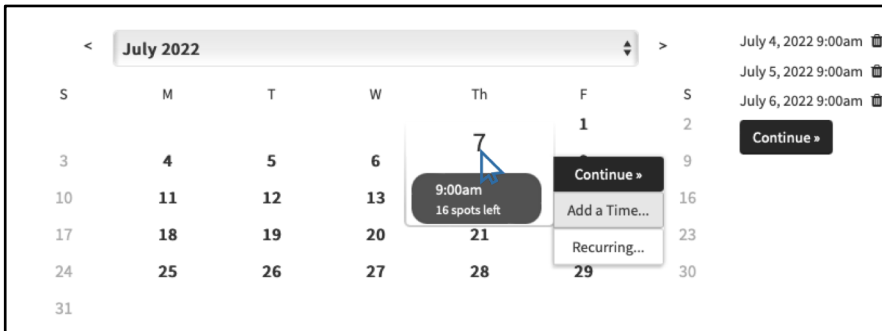 < July 2022 >
S M T W Th F S
1 2
3 4 5 6 7 9
10 11 12 13 16
17 18 19 20 21 23
24 25 26 27 28 29 30
31
9:00am
16 spots left
Continue »
Add a Time...
Recurring...
July 4, 2022 9:00am
July 5, 2022 9:00am
July 6, 2022 9:00am
Continue »